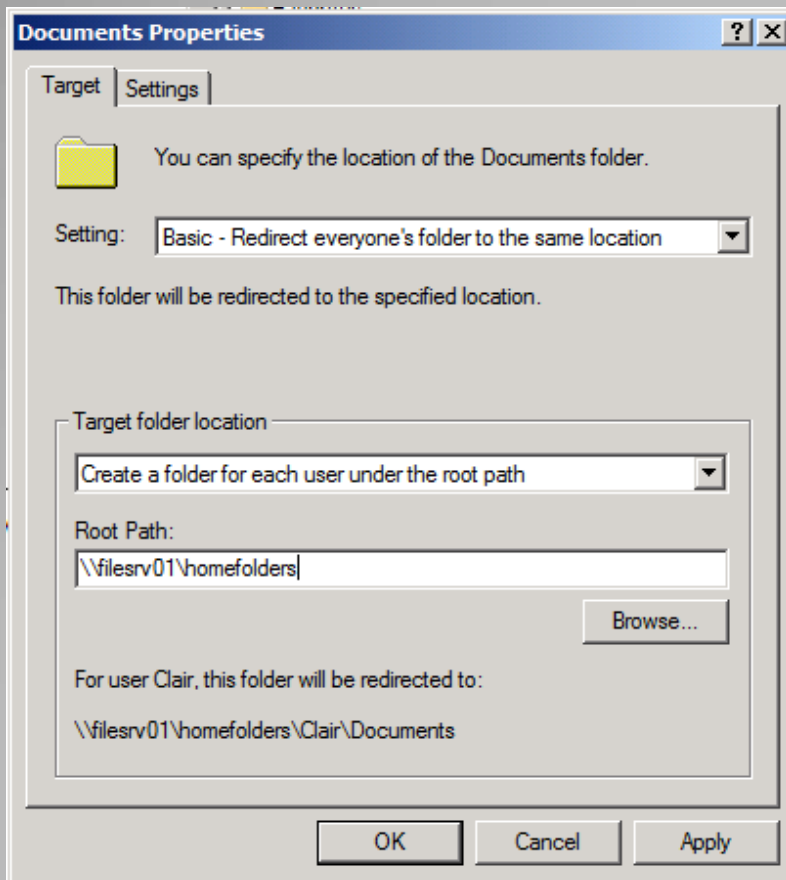 Documents Properties
Target
Settings
You can specify the location of the Documents folder.
Setting:
Basic - Redirect everyone's folder to the same location
This folder will be redirected to the specified location.
Target folder location
Create a folder for each user under the root path
Root Path:
\\filesrv01\homefolders
Browse...
For user Clair, this folder will be redirected to:
\\filesrv01\homefolders\Clair\Documents
OK
Cancel
Apply